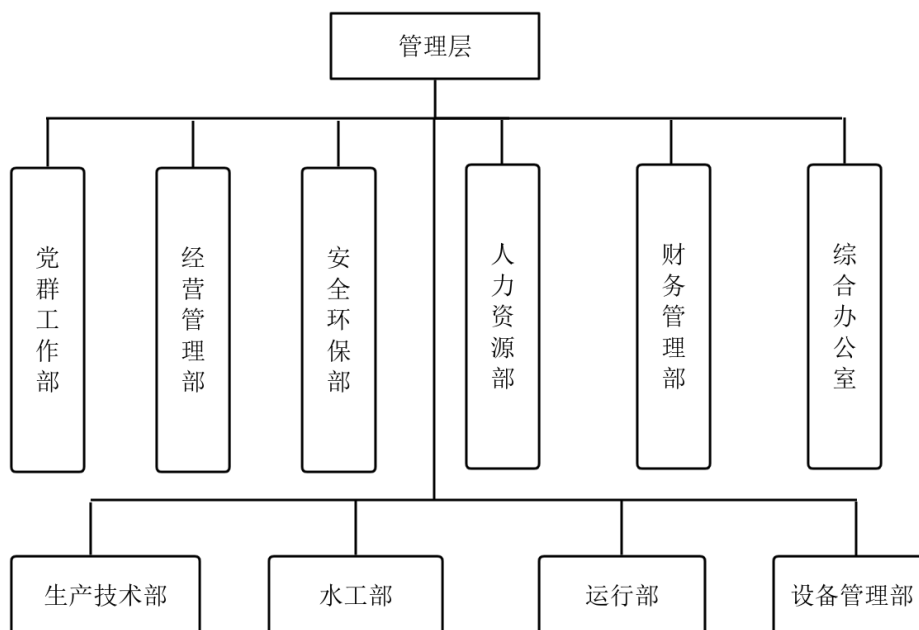 管理层
党群工作部
经营管理部
安全环保部
人力资源部
财务管理部
综合办公室
生产技术部
水工部
运行部
设备管理部